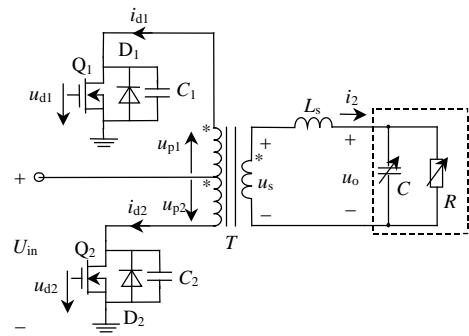 i_d1
D_1
Q_1
u_d1
C_1
L_s
i_2
*
u_p1
+
*
+
*
+
u_s
u_o
C
R
u_p2
i_d2
−
−
T
U_in
Q_2
u_d2
C_2
−
D_2